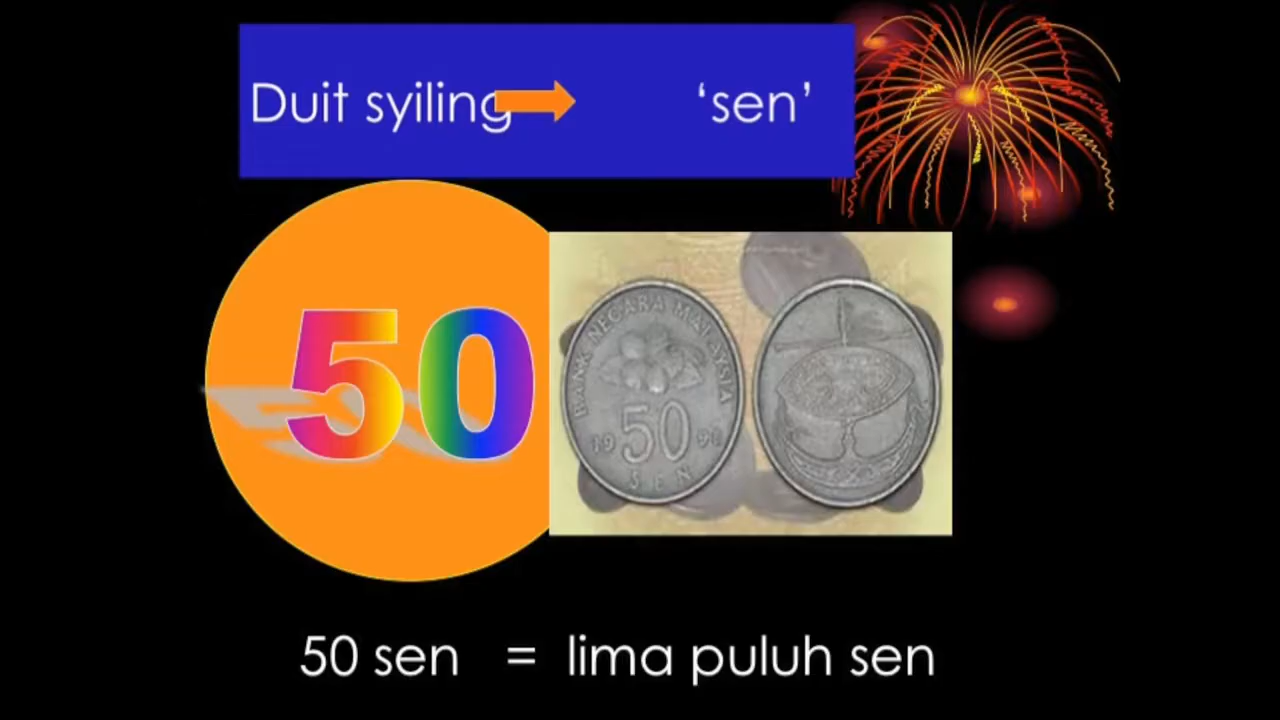 Duit syiling ‘sen’
50
BANK NEGARA MALAYSIA
50
SEN
50 sen = lima puluh sen